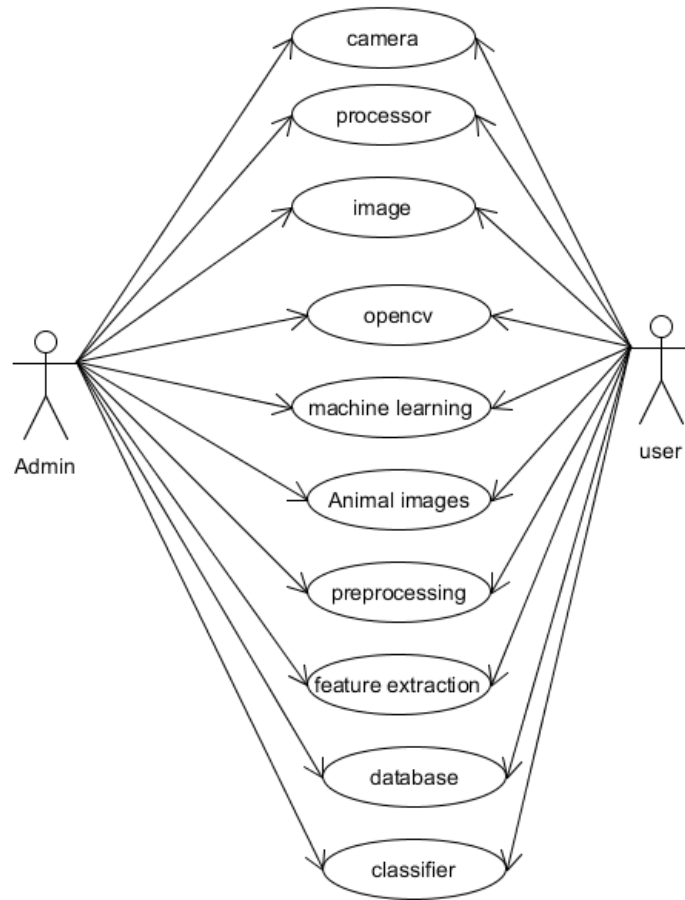 camera
processor
image
opencv
machine learning
Animal images
preprocessing
feature extraction
database
classifier
Admin
user